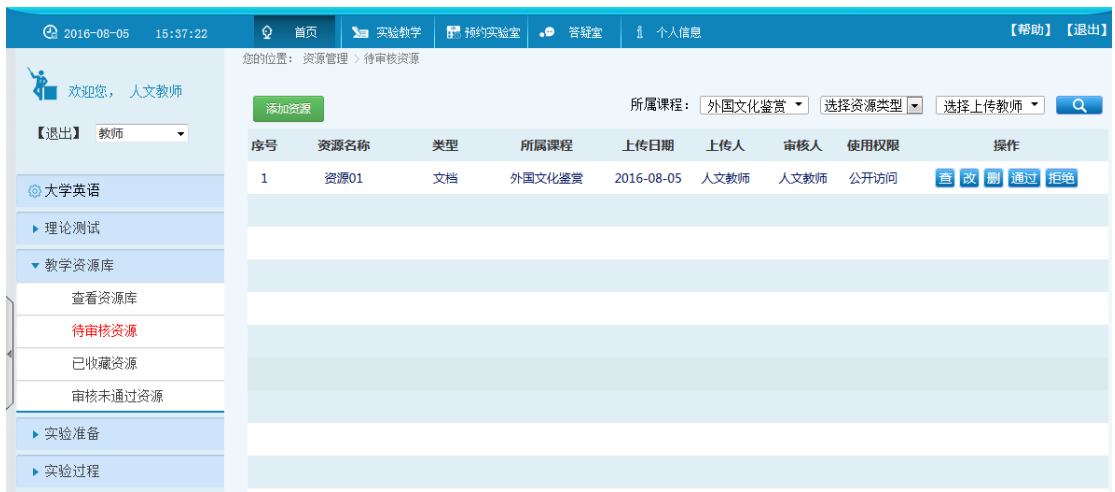 2016-08-05 15:37:22 首页 实验教学 预约实验室 答疑室 个人信息 【帮助】 【退出】
您的位置: 资源管理 > 待审核资源
欢迎您， 人文教师
【退出】 教师
添加资源 所属课程: 外国文化鉴赏 选择资源类型 选择上传教师
序号 资源名称 类型 所属课程 上传日期 上传人 审核人 使用权限 操作
1 资源01 文档 外国文化鉴赏 2016-08-05 人文教师 人文教师 公开访问 查 改 删 通过 拒绝
大学英语
理论测试
教学资源库
查看资源库
待审核资源
已收藏资源
审核未通过资源
实验准备
实验过程